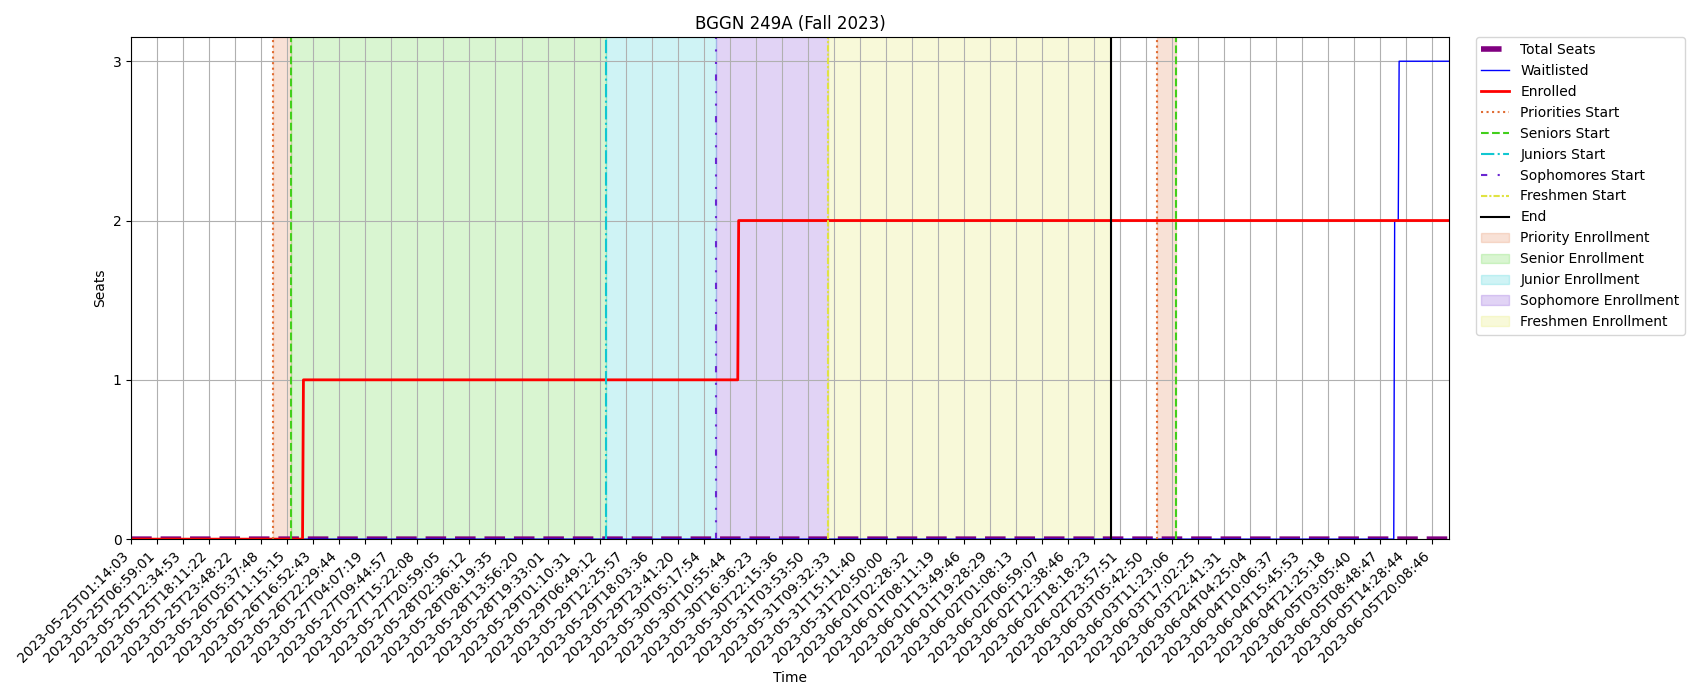 BGGN 249A (Fall 2023)
3
2
1
0
Seats
2023-05-25T01:14:03
2023-05-25T06:59:01
2023-05-25T12:34:53
2023-05-25T18:11:22
2023-05-25T23:48:22
2023-05-26T05:37:48
2023-05-26T11:15:15
2023-05-26T16:52:43
2023-05-26T22:29:44
2023-05-27T04:07:19
2023-05-27T09:44:57
2023-05-27T15:22:08
2023-05-27T20:59:05
2023-05-28T02:36:12
2023-05-28T08:19:35
2023-05-28T13:56:20
2023-05-28T19:33:01
2023-05-29T01:10:31
2023-05-29T06:49:12
2023-05-29T12:25:57
2023-05-29T18:03:36
2023-05-29T23:41:20
2023-05-30T05:17:54
2023-05-30T10:55:44
2023-05-30T16:36:23
2023-05-30T22:15:36
2023-05-31T03:53:50
2023-05-31T09:32:33
2023-05-31T15:11:40
2023-05-31T20:50:00
2023-06-01T02:28:32
2023-06-01T08:11:19
2023-06-01T13:49:46
2023-06-01T19:28:29
2023-06-02T01:08:13
2023-06-02T06:59:07
2023-06-02T12:38:46
2023-06-02T18:18:23
2023-06-02T23:57:51
2023-06-03T05:42:50
2023-06-03T11:23:06
2023-06-03T17:02:25
2023-06-03T22:41:31
2023-06-04T04:25:04
2023-06-04T10:06:37
2023-06-04T15:45:53
2023-06-04T21:25:18
2023-06-05T03:05:40
2023-06-05T08:48:47
2023-06-05T14:28:44
2023-06-05T20:08:46
Time
Total Seats
Waitlisted
Enrolled
Priorities Start
Seniors Start
Juniors Start
Sophomores Start
Freshmen Start
End
Priority Enrollment
Senior Enrollment
Junior Enrollment
Sophomore Enrollment
Freshmen Enrollment